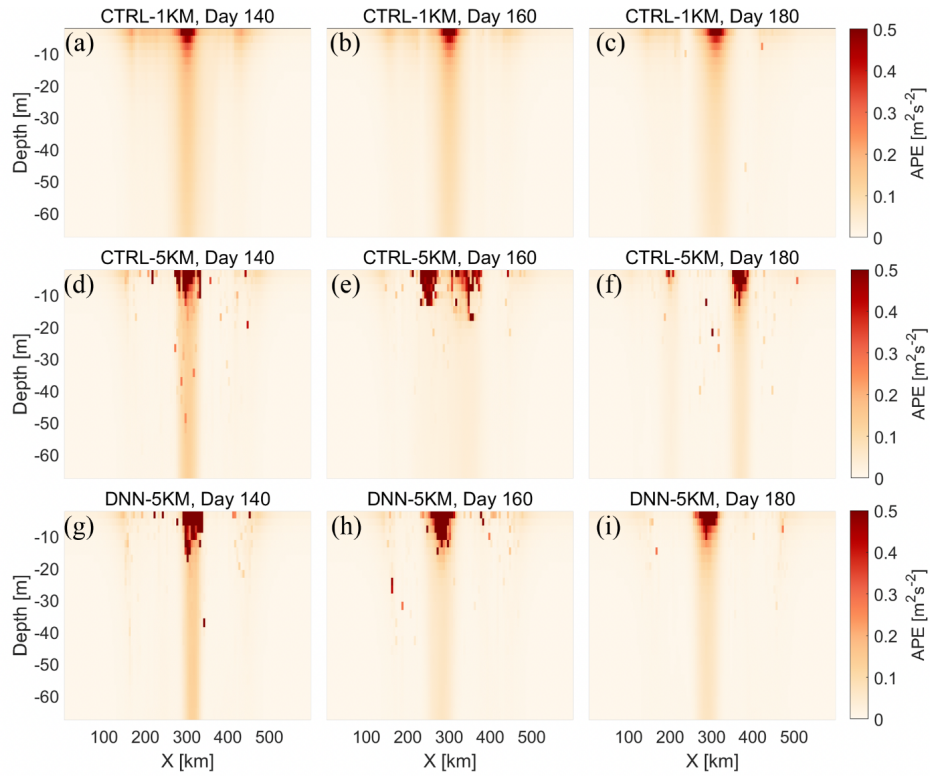 CTRL-1KM, Day 140 CTRL-1KM, Day 160 CTRL-1KM, Day 180
(a) (b) (c)
-10
-20
-30
-40
-50
-60
Depth [m]
0.5
0.4
0.3
0.2
0.1
0
APE [m²s⁻²]
CTRL-5KM, Day 140 CTRL-5KM, Day 160 CTRL-5KM, Day 180
(d) (e) (f)
-10
-20
-30
-40
-50
-60
Depth [m]
0.5
0.4
0.3
0.2
0.1
0
APE [m²s⁻²]
DNN-5KM, Day 140 DNN-5KM, Day 160 DNN-5KM, Day 180
(g) (h) (i)
-10
-20
-30
-40
-50
-60
Depth [m]
0.5
0.4
0.3
0.2
0.1
0
APE [m²s⁻²]
100 200 300 400 500 100 200 300 400 500 100 200 300 400 500
X [km] X [km] X [km]